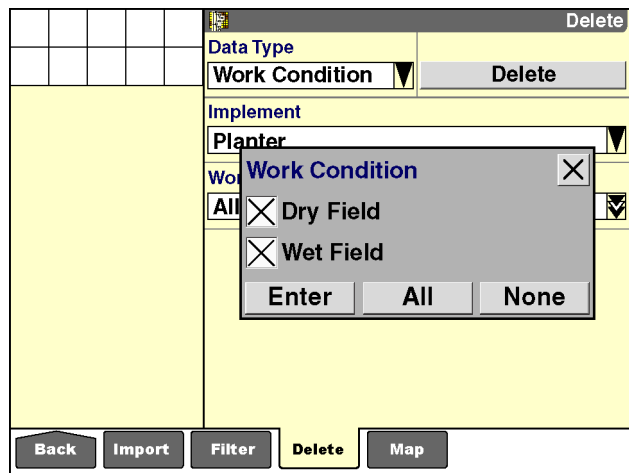 Delete
Data Type
Work Condition
Delete
Implement
Planter
Wo
All
Work Condition
Dry Field
Wet Field
Enter All None
Back Import Filter Delete Map